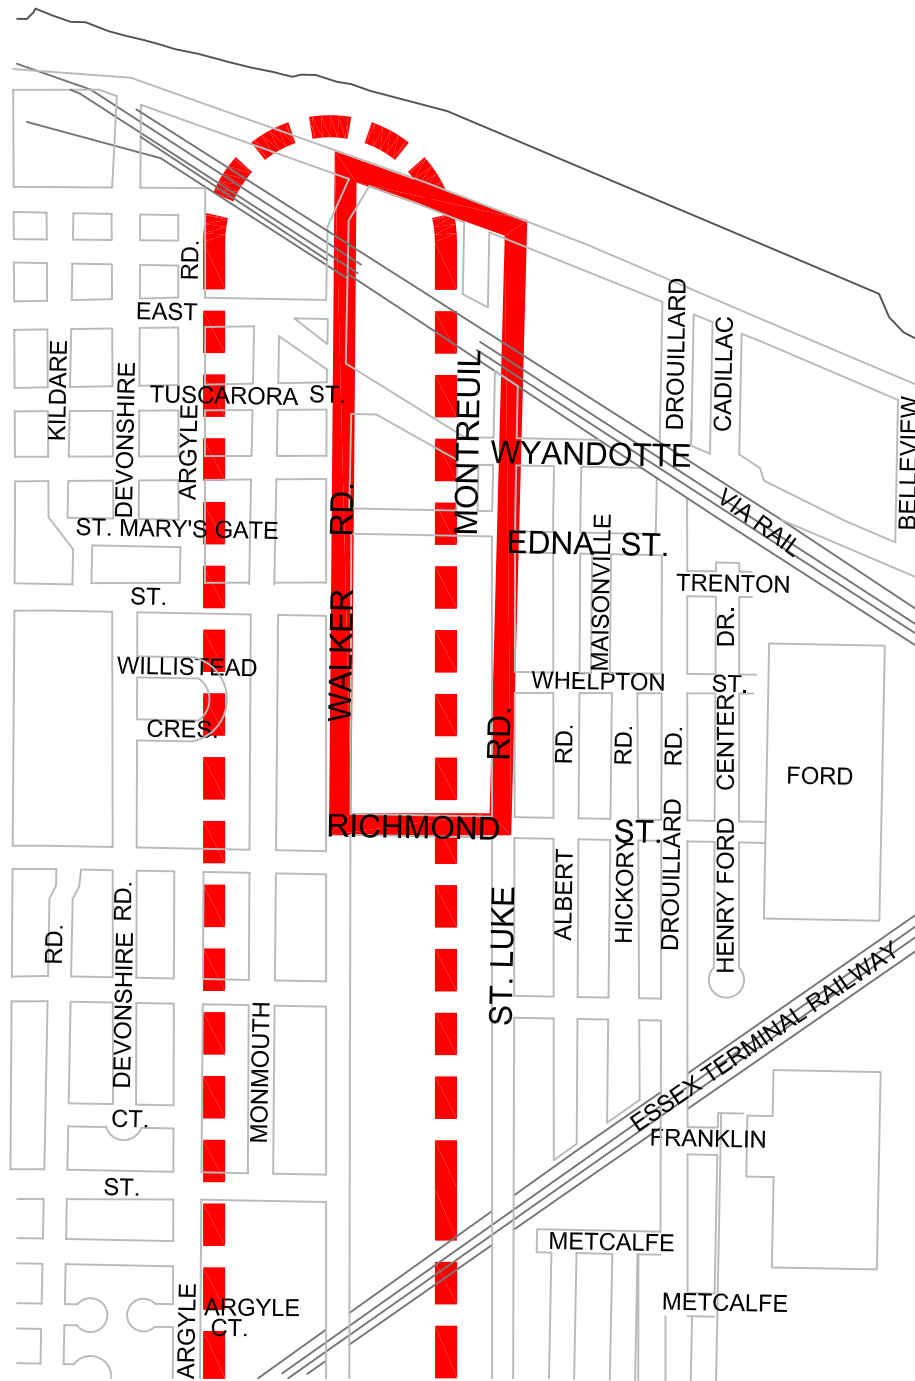 RD.
EAST
DROUILLARD
CADILLAC
KILDARE
DEVONSHIRE
TUSCARORA ST.
ARGYLE
MONTREUIL
WYANDOTTE
BELLEVIEW
ST. MARY'S GATE
WALKER RD.
EDNA ST.
MAISONVILLE
VIA RAIL
ST.
TRENTON
WILLISTEAD
CRES.
WHELPTON ST.
RD.
RD.
RD.
RD.
CENTER DR.
FORD
RICHMOND ST.
ALBERT
HICKORY
DROUILLARD
HENRY FORD
ST. LUKE
RD.
DEVONSHIRE RD.
MONMOUTH
ESSEX TERMINAL RAILWAY
CT.
FRANKLIN
ST.
METCALFE
METCALFE
ARGYLE
ARGYLE
CT.